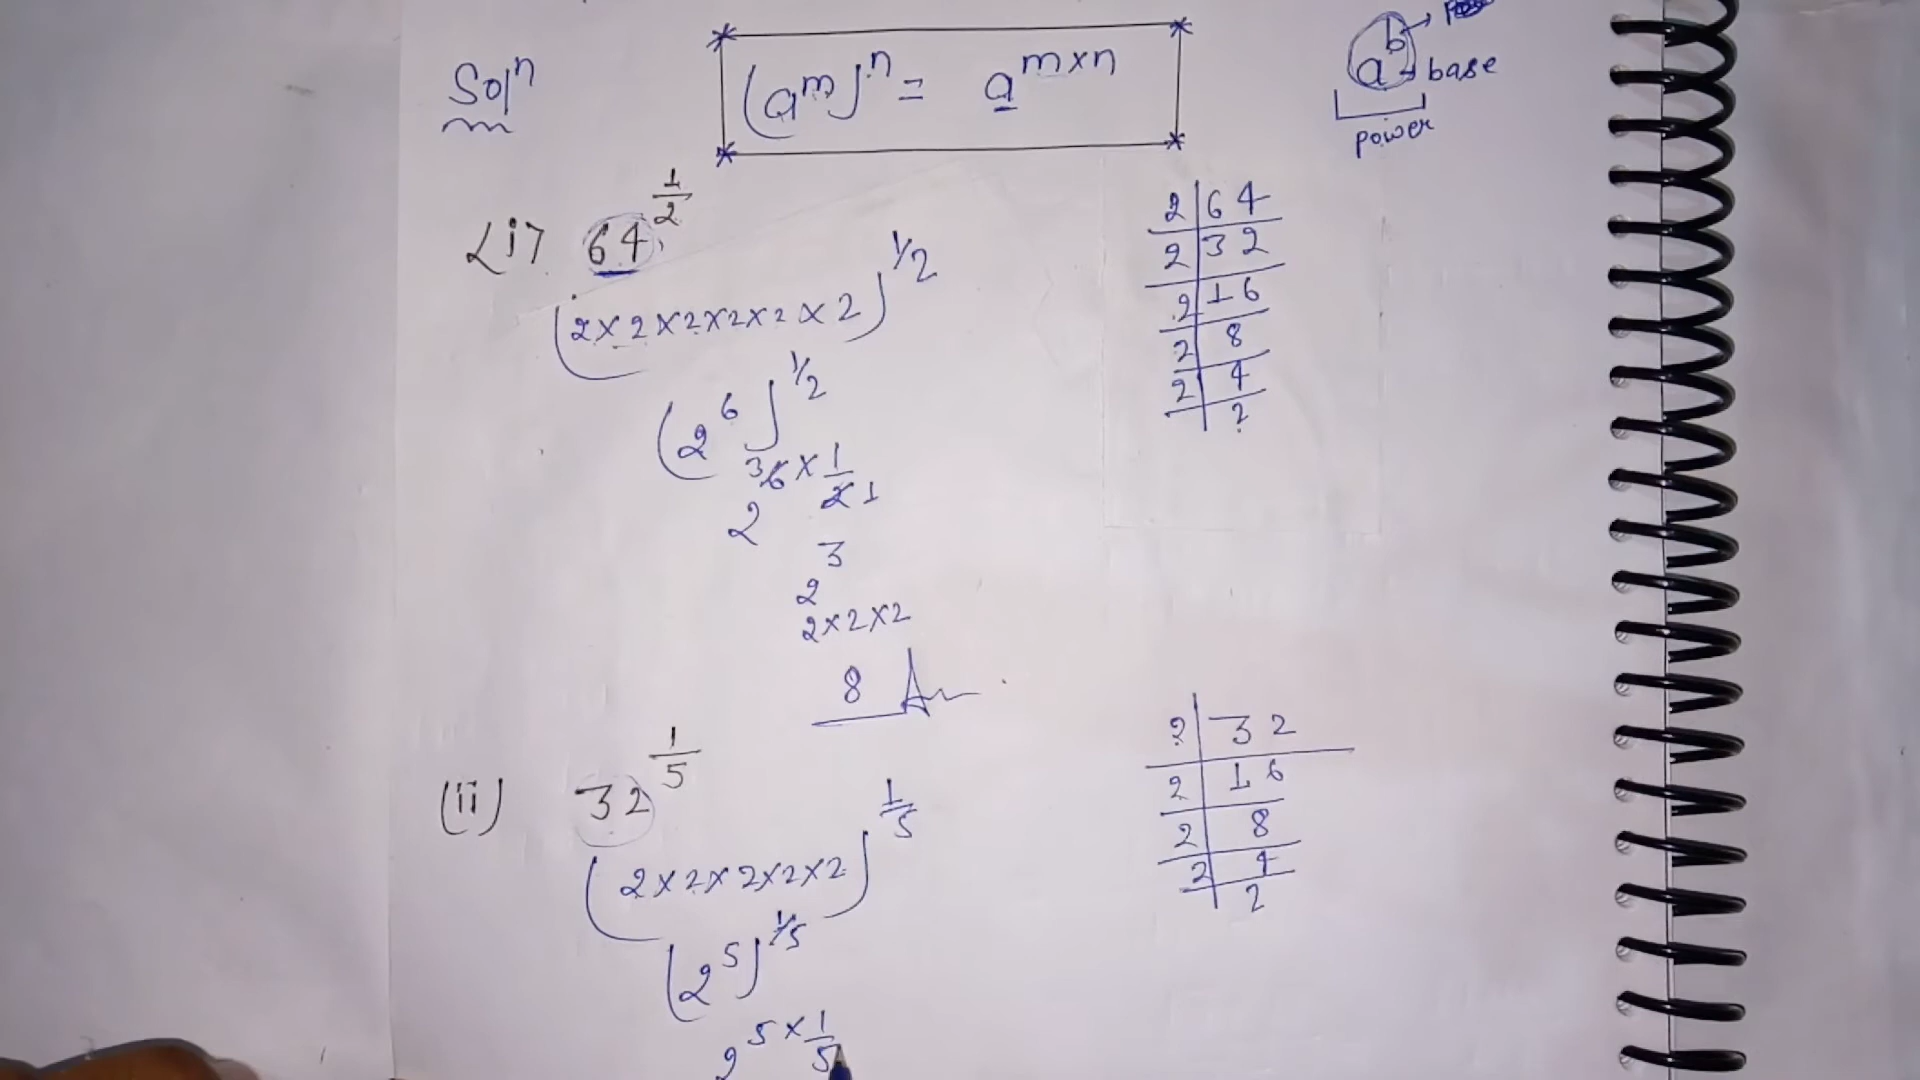 Solⁿ
(a^m)^n = a^(m×n)
a^b → base
power
(i) 64^(1/2)
(2×2×2×2×2×2)^(1/2)
(2^6)^(1/2)
2^(6×1/2) 3 1
2^3
2×2×2
8 An
2 | 64
2 | 32
2 | 16
2 | 8
2 | 4
2
(ii) 32^(1/5)
(2×2×2×2×2)^(1/5)
(2^5)^(1/5)
2^(5×1/5)
2 | 32
2 | 16
2 | 8
2 | 4
2